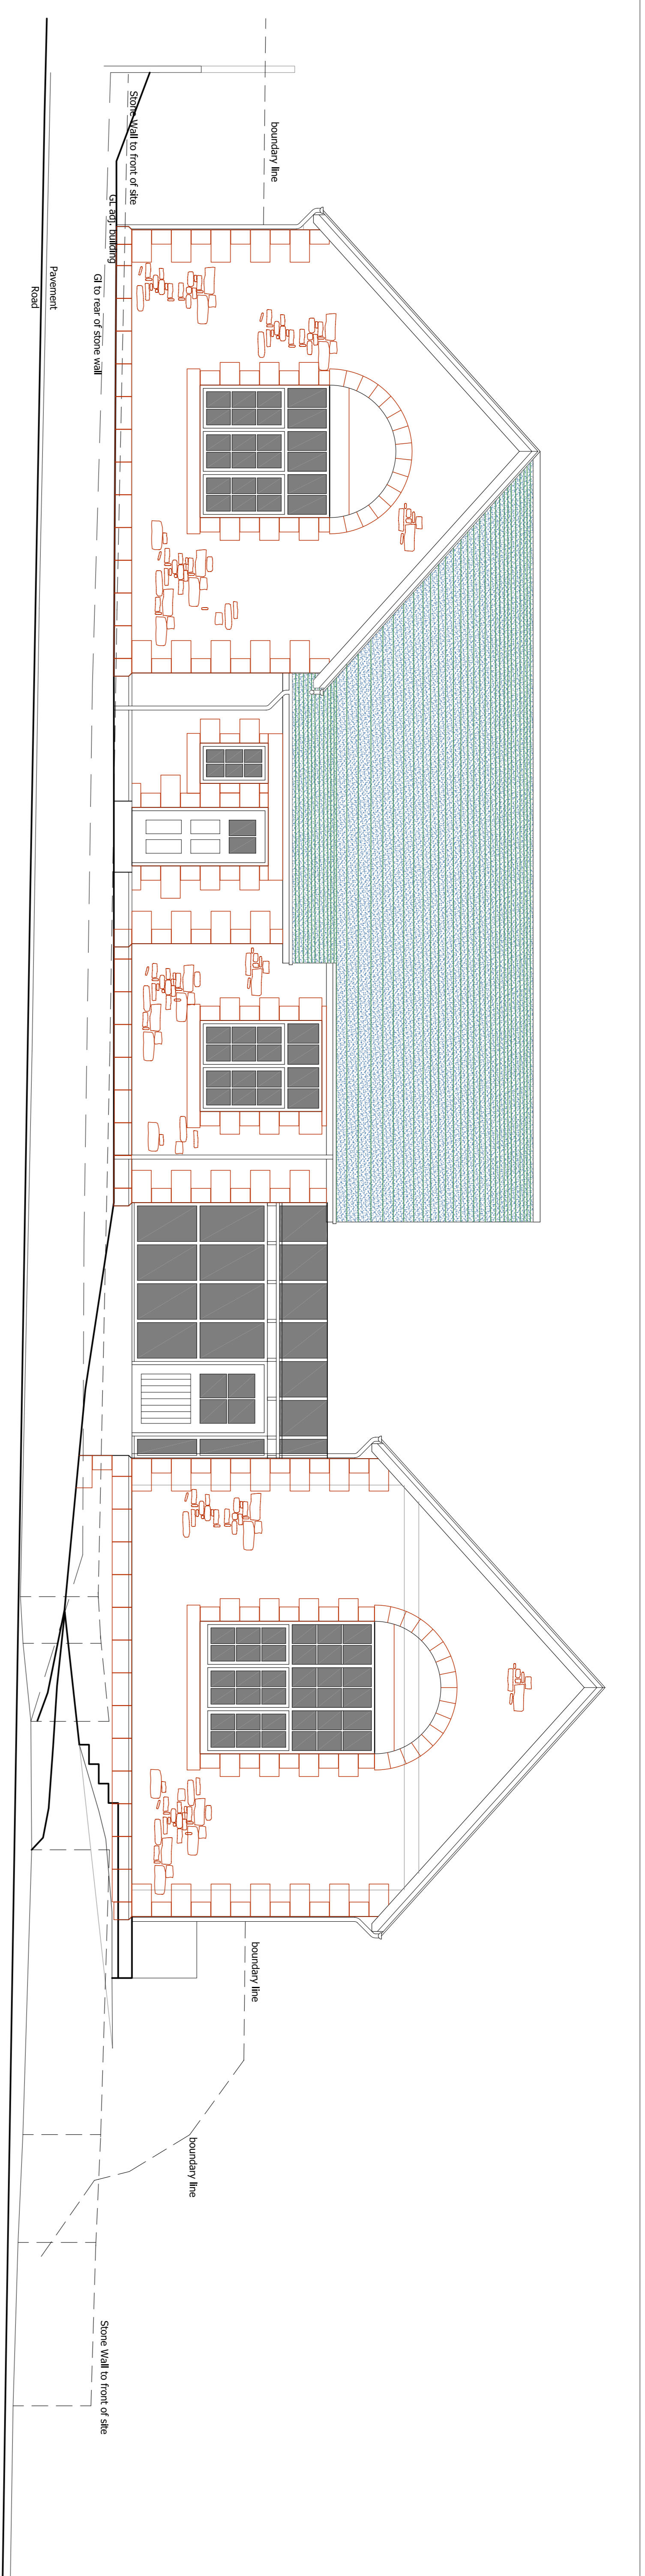 boundary line
Stone Wall to front of site
GL adj. building
Gl to rear of stone wall
Pavement
Road
boundary line
boundary line
Stone Wall to front of site